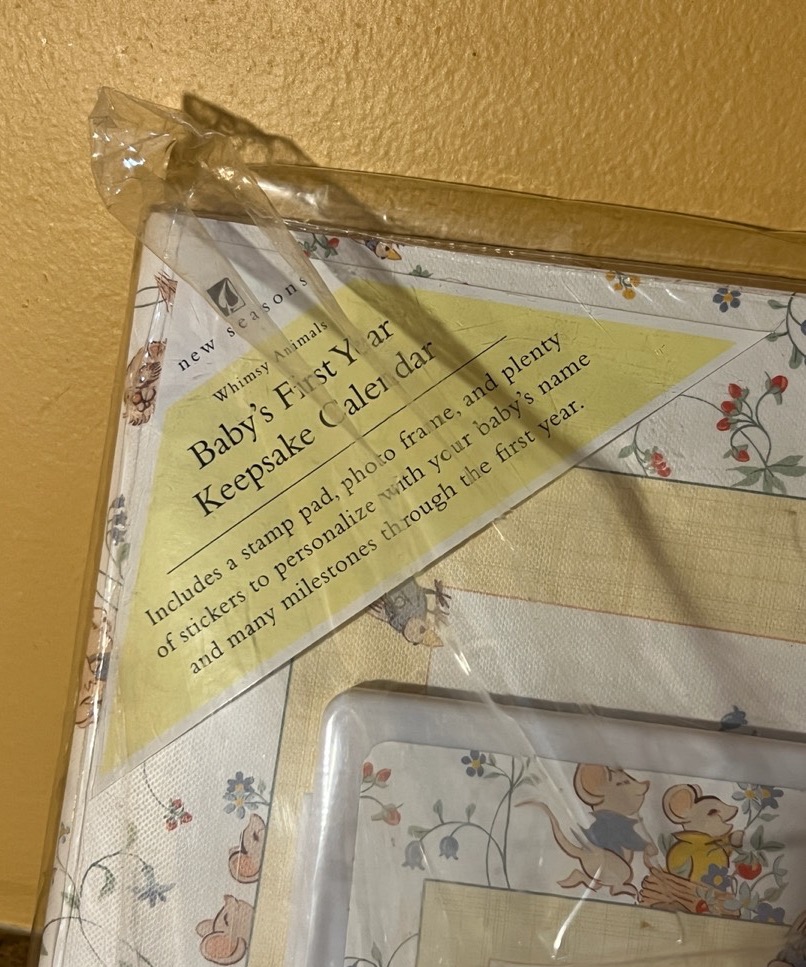 new seasons
Whimsy Animals
Baby's First Year
Keepsake Calendar
Includes a stamp pad, photo frame, and plenty
of stickers to personalize with your baby's name
and many milestones through the first year.